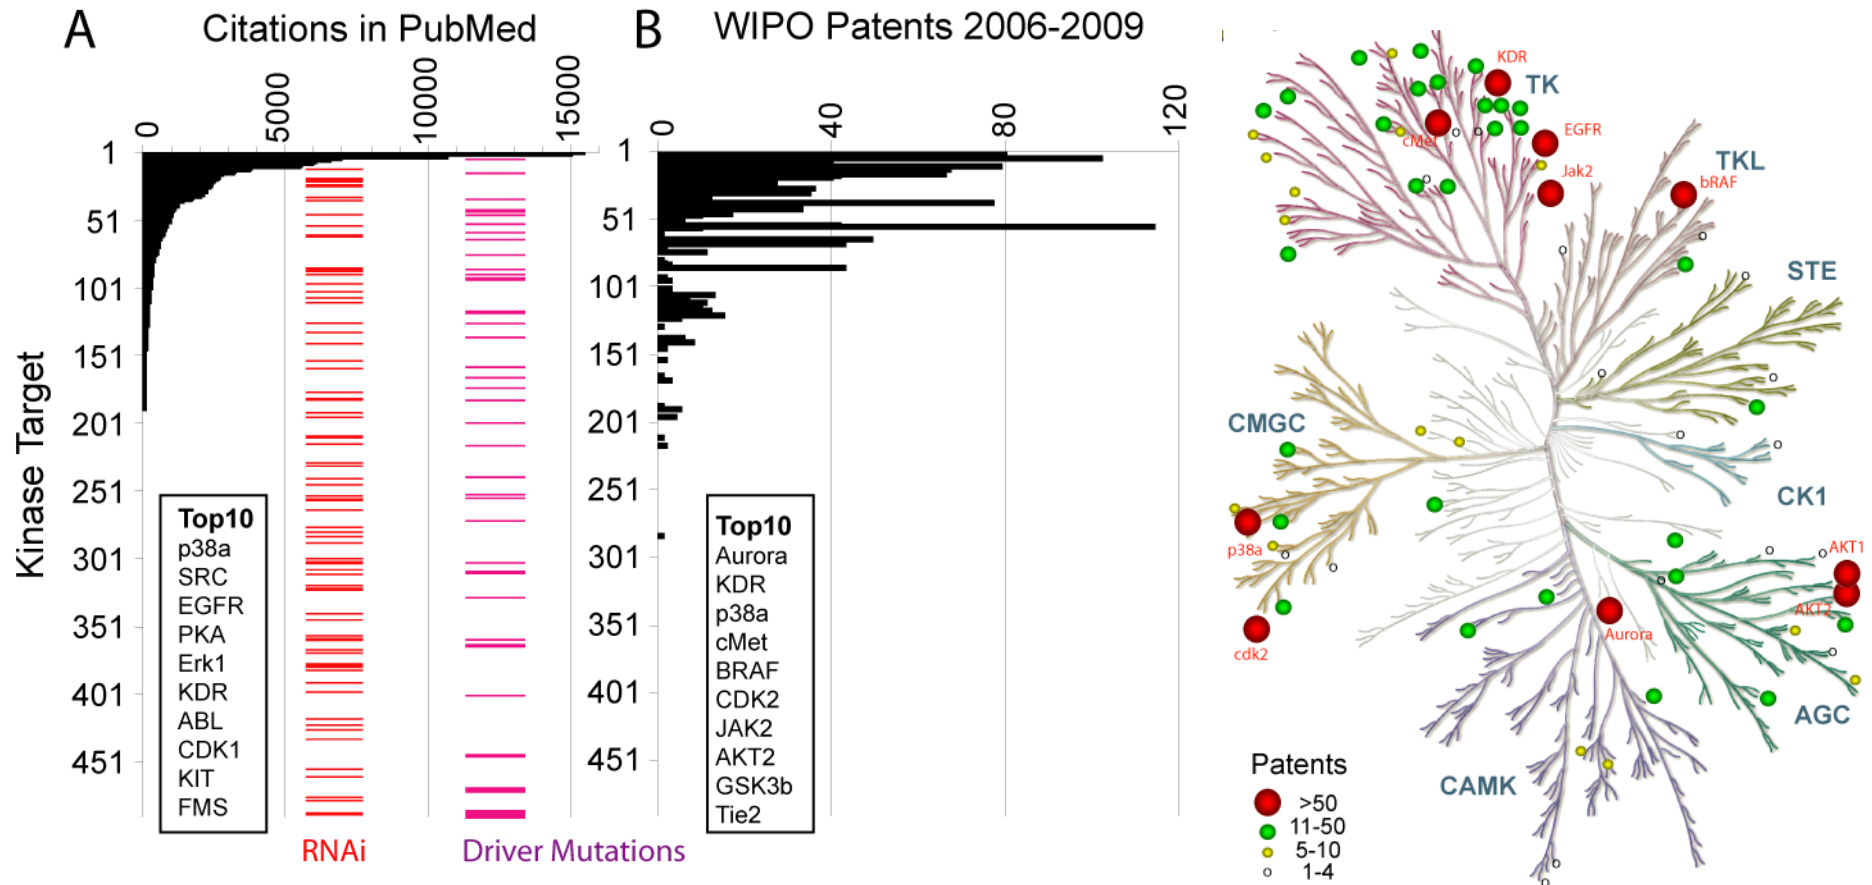 A
Citations in PubMed
0
5000
10000
15000
Kinase Target
1
51
101
151
201
251
301
351
401
451
Top10
p38a
SRC
EGFR
PKA
Erk1
KDR
ABL
CDK1
KIT
FMS
RNAi
Driver Mutations
B
WIPO Patents 2006-2009
0
40
80
120
1
51
101
151
201
251
301
351
401
451
Top10
Aurora
KDR
p38a
cMet
BRAF
CDK2
JAK2
AKT2
GSK3b
Tie2
KDR
TK
cMet
EGFR
Jak2
TKL
bRAF
STE
CMGC
CK1
p38a
AKT1
AKT2
Aurora
cdk2
AGC
CAMK
Patents
>50
11-50
5-10
1-4